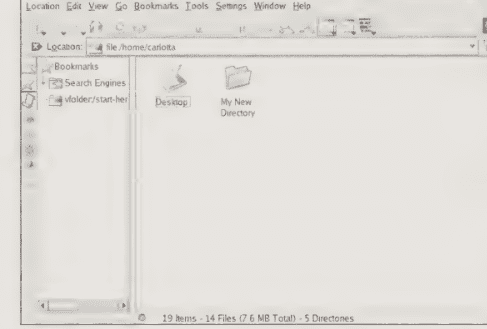 Location Edit View Go Bookmarks Tools Settings Window Help
Location: file:/home/carlotta
Bookmarks
Search Engines
vfolder:/start-her
Desktop
My New
Directory
19 Items - 14 Files (7.6 MB Total) - 5 Directories